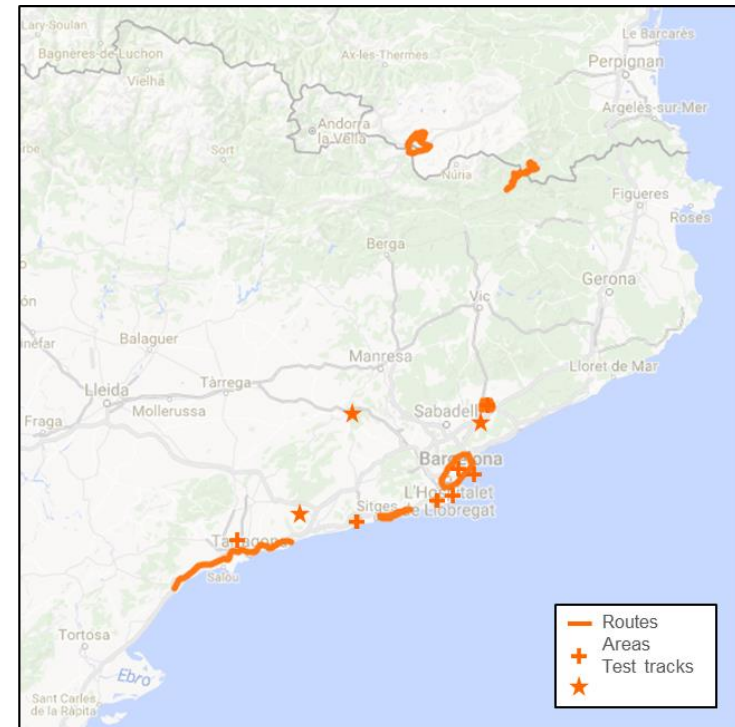 Lary-Soulan
Bagnères-de-Luchon
Ax-les-Thermes
Le Barcarès
Perpignan
Vielha
Argelès-sur-Mer
Andorra
la Vella
Sort
Núria
Figueres
Roses
Berga
Gerona
Vic
Balaguer
Manresa
Lloret de Mar
Tàrrega
Lleida
Mollerussa
Fraga
Sabadell
Barcelona
L'Hospitalet
de Llobregat
Sitges
Tarragona
Salou
Tortosa
Ebro
Sant Carles
de la Ràpita
Routes
Areas
Test tracks